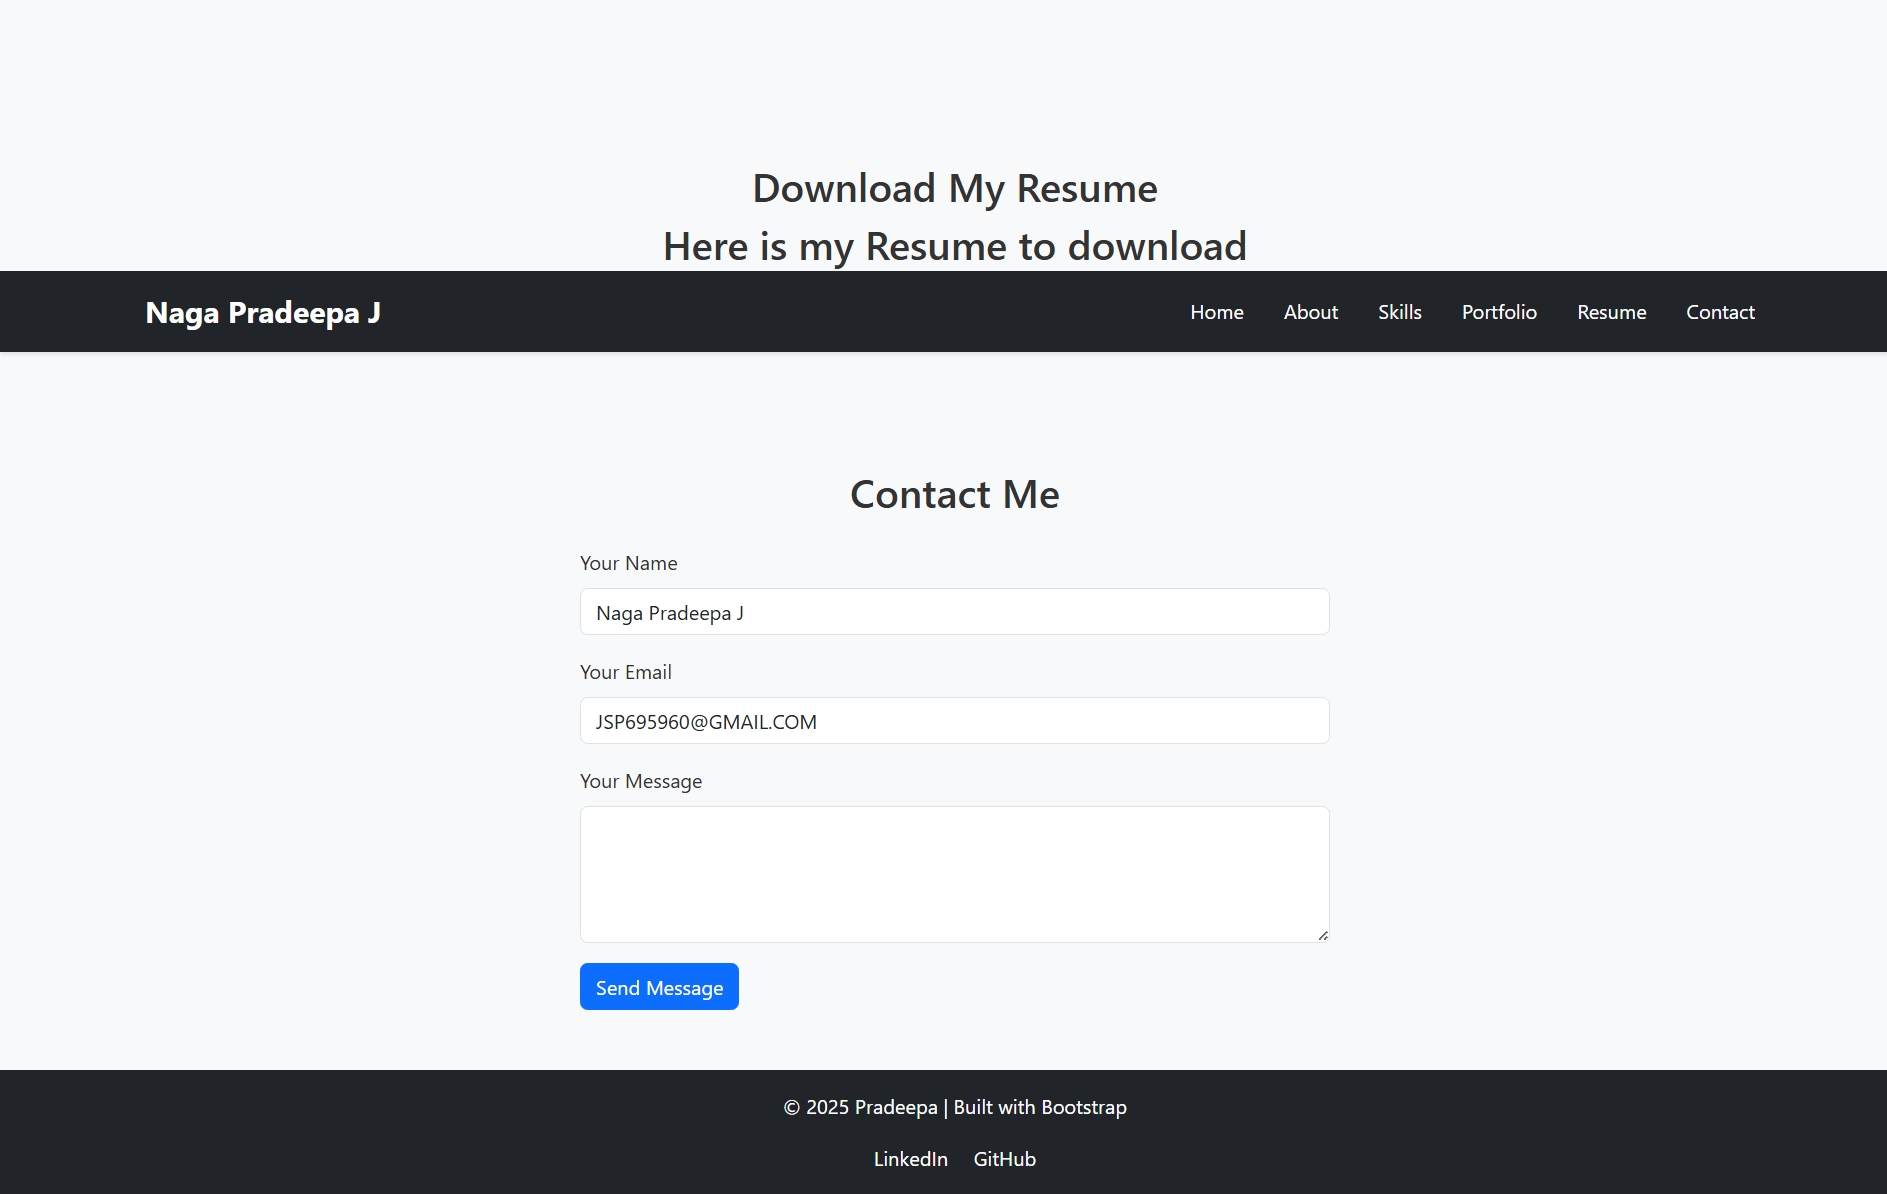 Download My Resume
Here is my Resume to download
Naga Pradeepa J Home About Skills Portfolio Resume Contact
Contact Me
Your Name
Naga Pradeepa J
Your Email
JSP695960@GMAIL.COM
Your Message
Send Message
© 2025 Pradeepa | Built with Bootstrap
LinkedIn GitHub